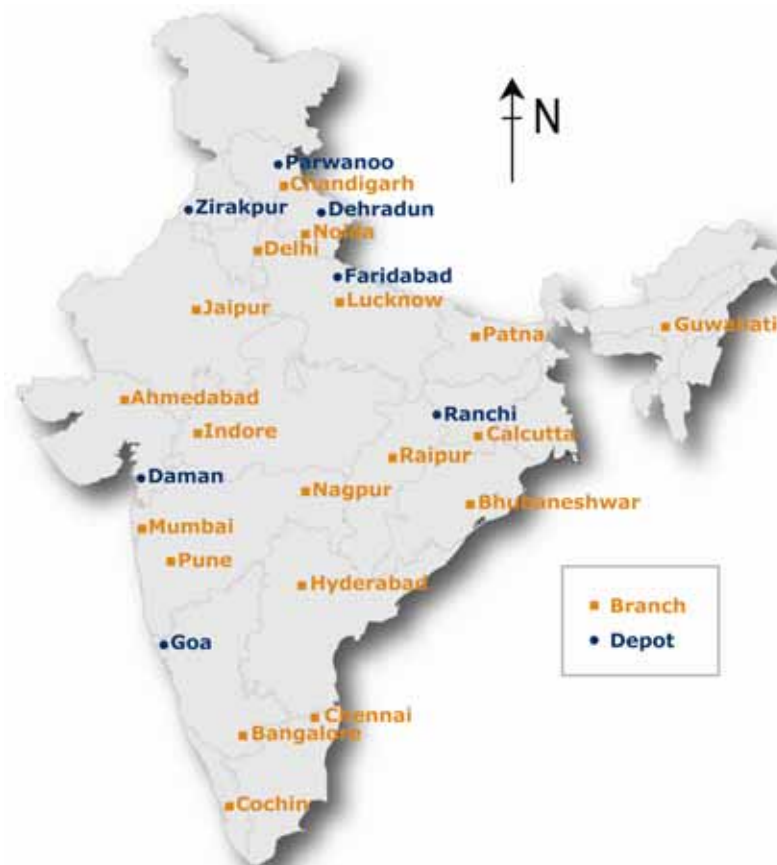 N
Parwanoo
Chandigarh
Zirakpur
Dehradun
Noida
Delhi
Faridabad
Lucknow
Jaipur
Patna
Guwahati
Ahmedabad
Ranchi
Indore
Calcutta
Raipur
Daman
Nagpur
Bhubaneshwar
Mumbai
Pune
Hyderabad
Branch
Goa
Depot
Chennai
Bangalore
Cochin